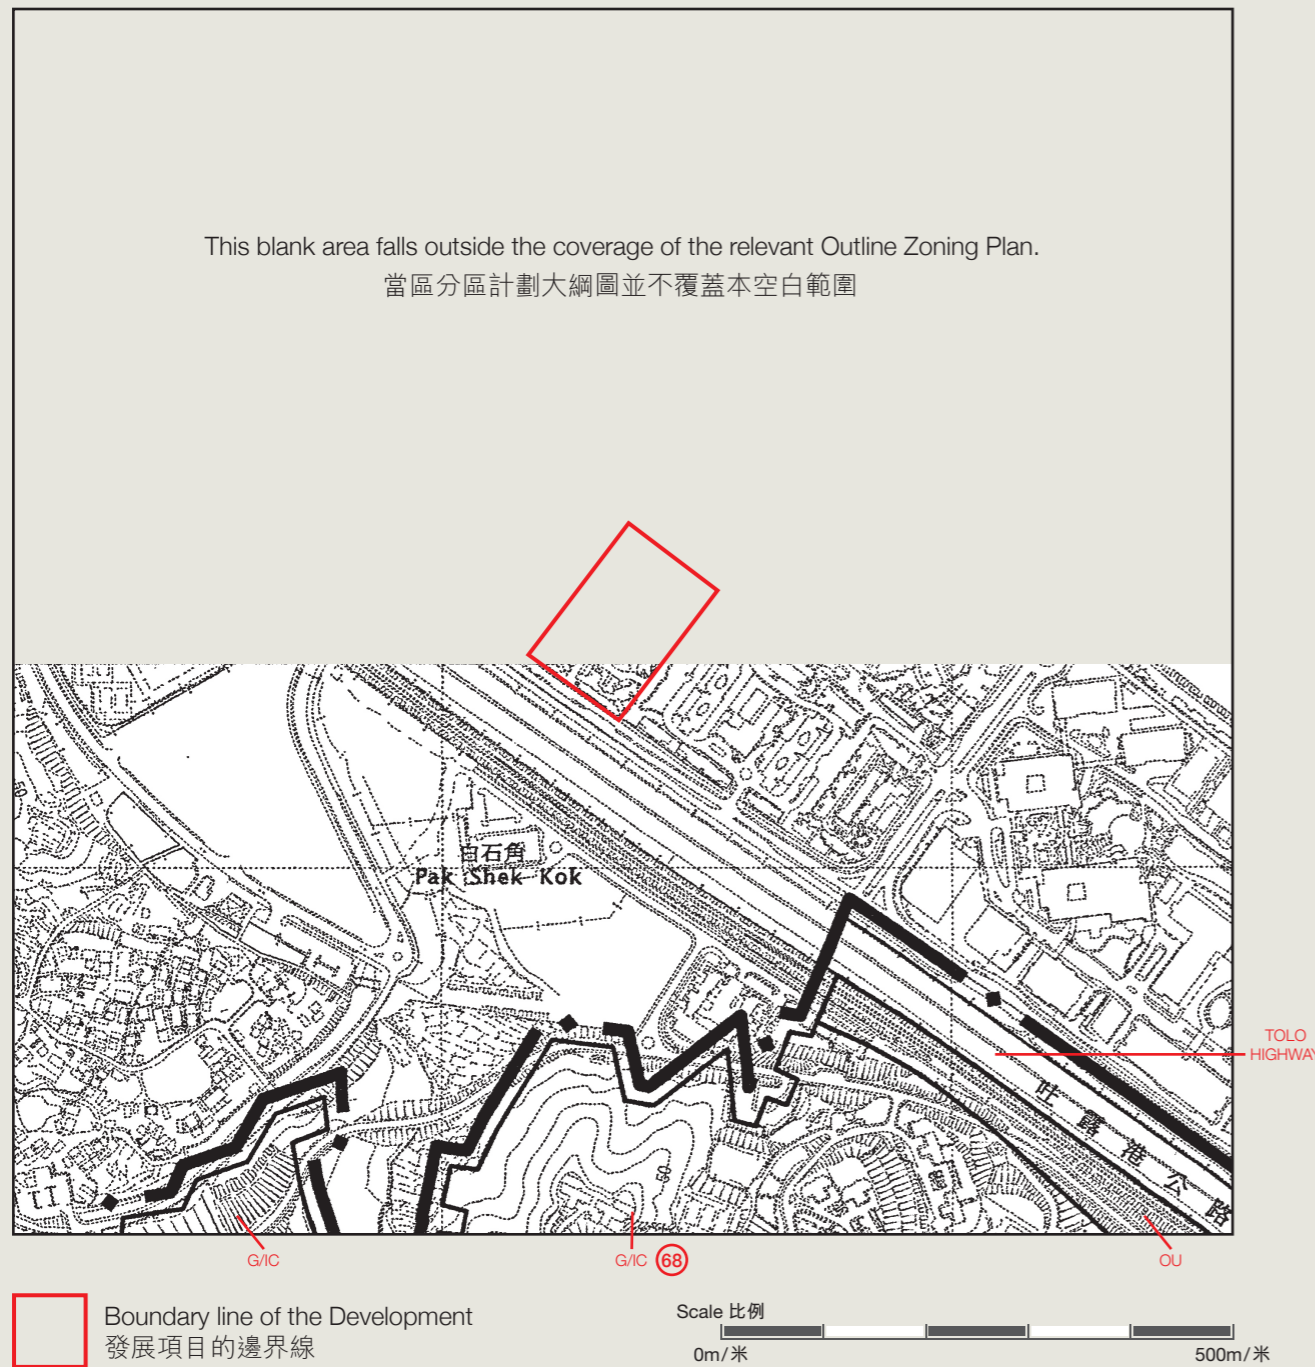 This blank area falls outside the coverage of the relevant Outline Zoning Plan.
當區分區計劃大綱圖並不覆蓋本空白範圍
白石角
Pak Shek Kok
TOLO
HIGHWAY
吐露港公路
60
G/IC
G/IC 68
OU
Boundary line of the Development
發展項目的邊界線
Scale 比例
0m/米
500m/米